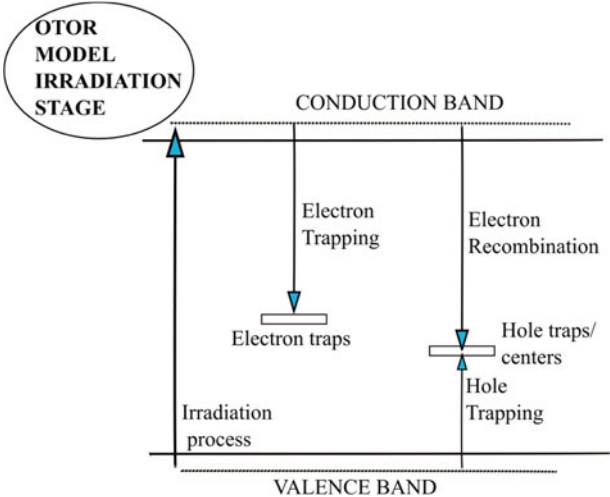 OTOR
MODEL
IRRADIATION
STAGE
CONDUCTION BAND
Electron
Trapping
Electron
Recombination
Electron traps
Hole traps/
centers
Hole
Trapping
Irradiation
process
VALENCE BAND